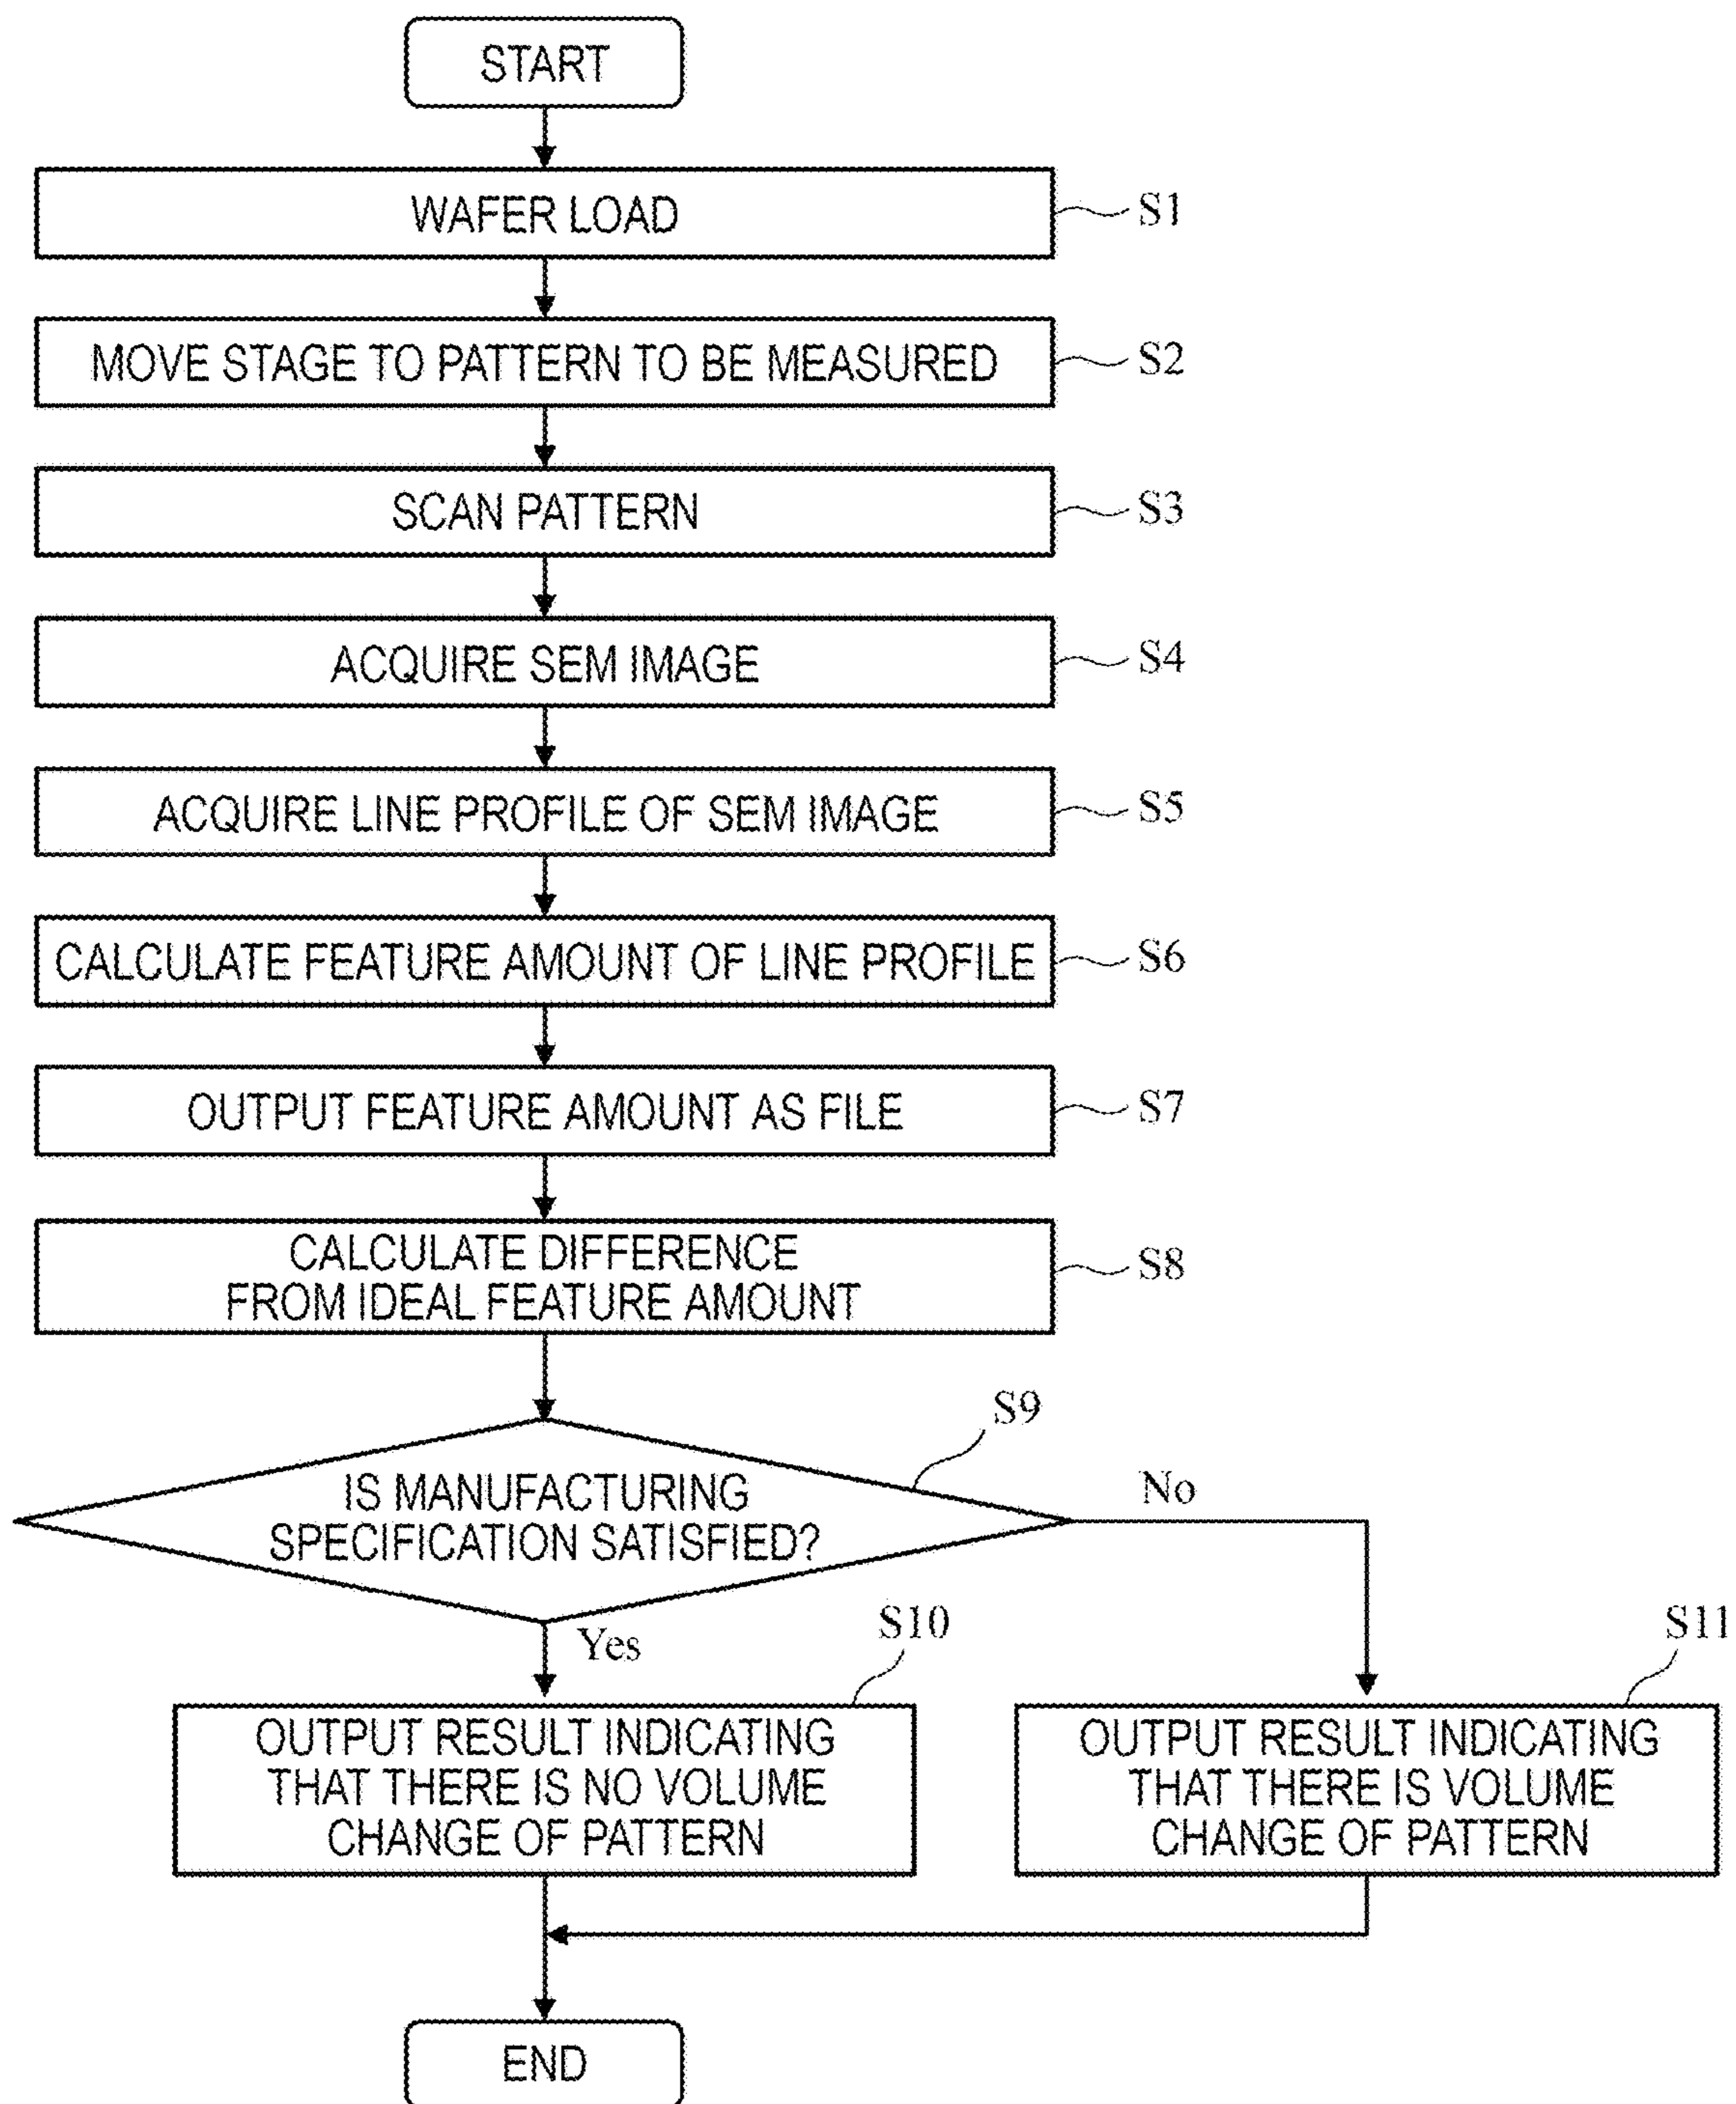 START
WAFER LOAD
S1
MOVE STAGE TO PATTERN TO BE MEASURED
S2
SCAN PATTERN
S3
ACQUIRE SEM IMAGE
S4
ACQUIRE LINE PROFILE OF SEM IMAGE
S5
CALCULATE FEATURE AMOUNT OF LINE PROFILE
S6
OUTPUT FEATURE AMOUNT AS FILE
S7
CALCULATE DIFFERENCE
FROM IDEAL FEATURE AMOUNT
S8
S9
IS MANUFACTURING
SPECIFICATION SATISFIED?
No
Yes
S10
OUTPUT RESULT INDICATING
THAT THERE IS NO VOLUME
CHANGE OF PATTERN
S11
OUTPUT RESULT INDICATING
THAT THERE IS VOLUME
CHANGE OF PATTERN
END